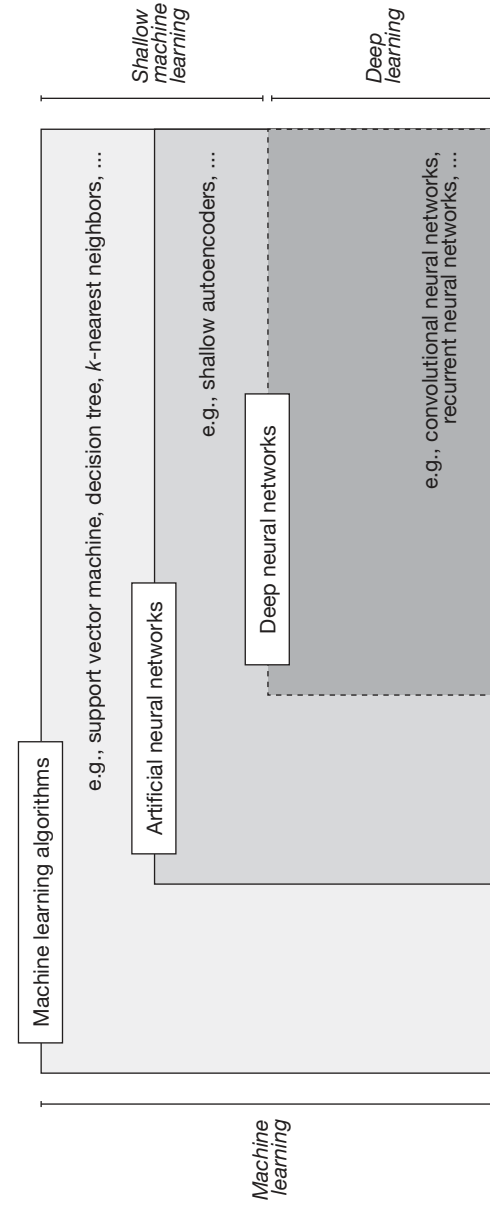 Machine learning algorithms
e.g., support vector machine, decision tree, k-nearest neighbors, ...
Artificial neural networks
e.g., shallow autoencoders, ...
Deep neural networks
e.g., convolutional neural networks,
recurrent neural networks, ...
Machine
learning
Shallow
machine
learning
Deep
learning